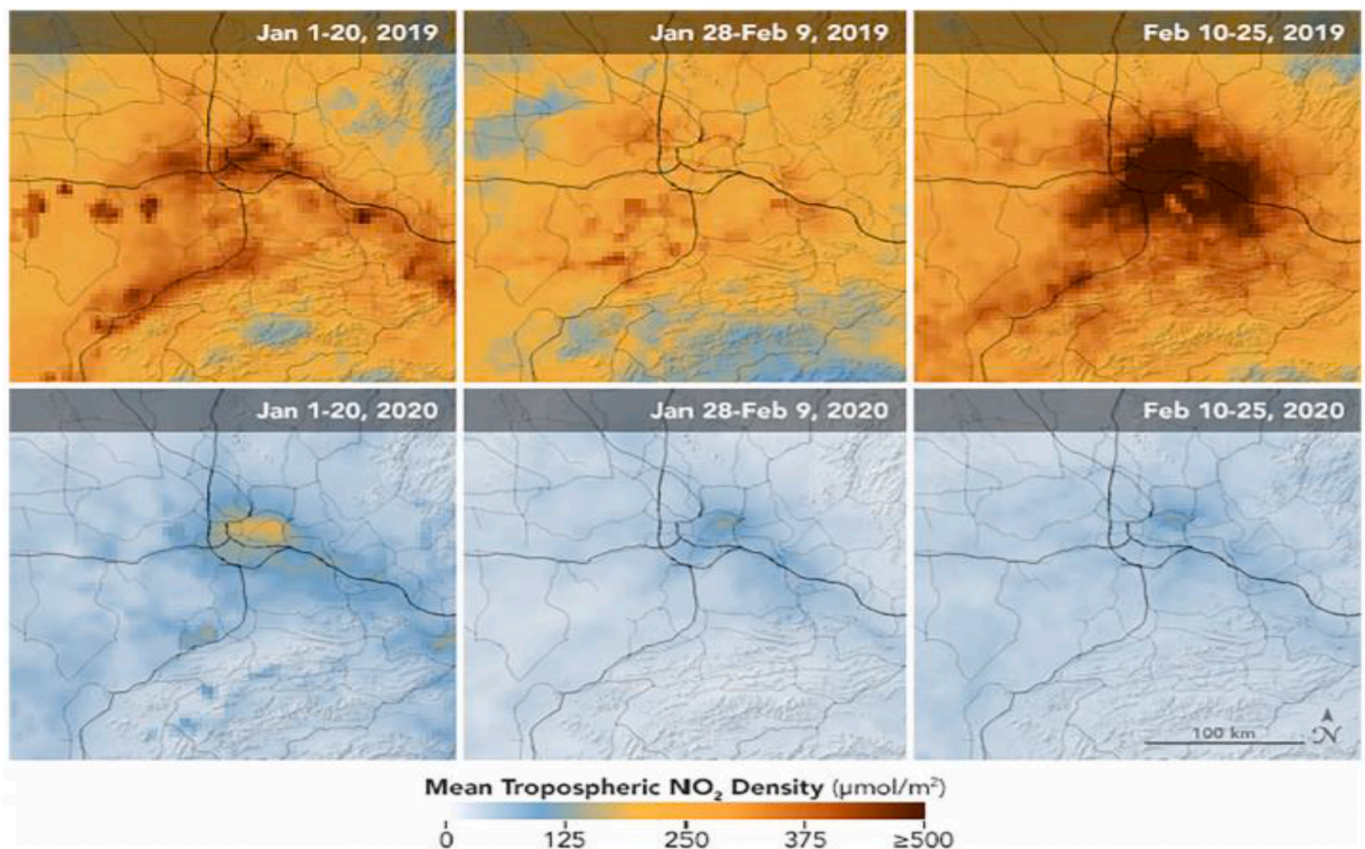 Jan 1-20, 2019
Jan 28-Feb 9, 2019
Feb 10-25, 2019
Jan 1-20, 2020
Jan 28-Feb 9, 2020
Feb 10-25, 2020
100 km
N
Mean Tropospheric NO₂ Density (µmol/m²)
0 125 250 375 ≥500